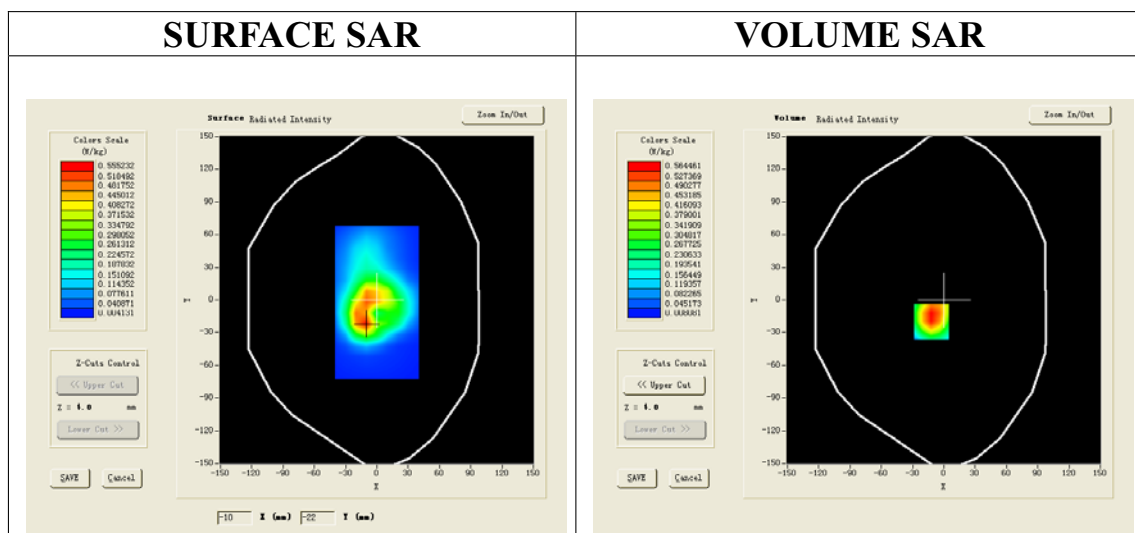 SURFACE SAR
VOLUME SAR
Surface Radiated Intensity
Zoom In/Out
Colors Scale
(W/kg)
0.555232
0.518492
0.481752
0.445012
0.408272
0.371532
0.334792
0.298052
0.261312
0.224572
0.187832
0.151092
0.114352
0.077611
0.040871
0.004131
150
120
90
60
30
0
-30
-60
-90
-120
-150
Y
-150 -120 -90 -60 -30 0 30 60 90 120 150
X
Z-Cuts Control
<< Upper Cut
Z = 4.0 mm
Lower Cut >>
SAVE Cancel
-10 X (mm) -22 Y (mm)
Volume Radiated Intensity
Zoom In/Out
Colors Scale
(W/kg)
0.564461
0.527369
0.490277
0.453185
0.416093
0.379001
0.341909
0.304817
0.267725
0.230633
0.193541
0.156449
0.119357
0.082265
0.045173
0.008081
150
120
90
60
30
0
-30
-60
-90
-120
-150
Y
-150 -120 -90 -60 -30 0 30 60 90 120 150
X
Z-Cuts Control
<< Upper Cut
Z = 4.0 mm
Lower Cut >>
SAVE Cancel